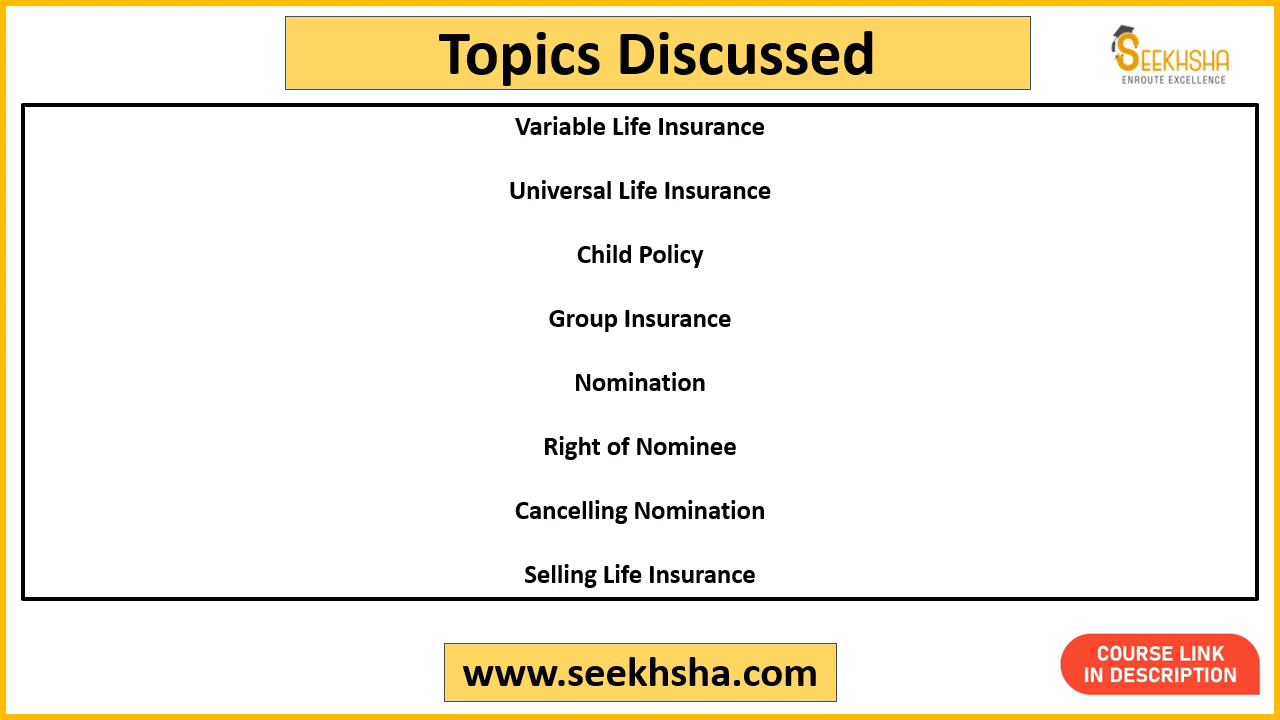 Topics Discussed
SEEKHSHA
ENROUTE EXCELLENCE
Variable Life Insurance
Universal Life Insurance
Child Policy
Group Insurance
Nomination
Right of Nominee
Cancelling Nomination
Selling Life Insurance
www.seekhsha.com
COURSE LINK
IN DESCRIPTION